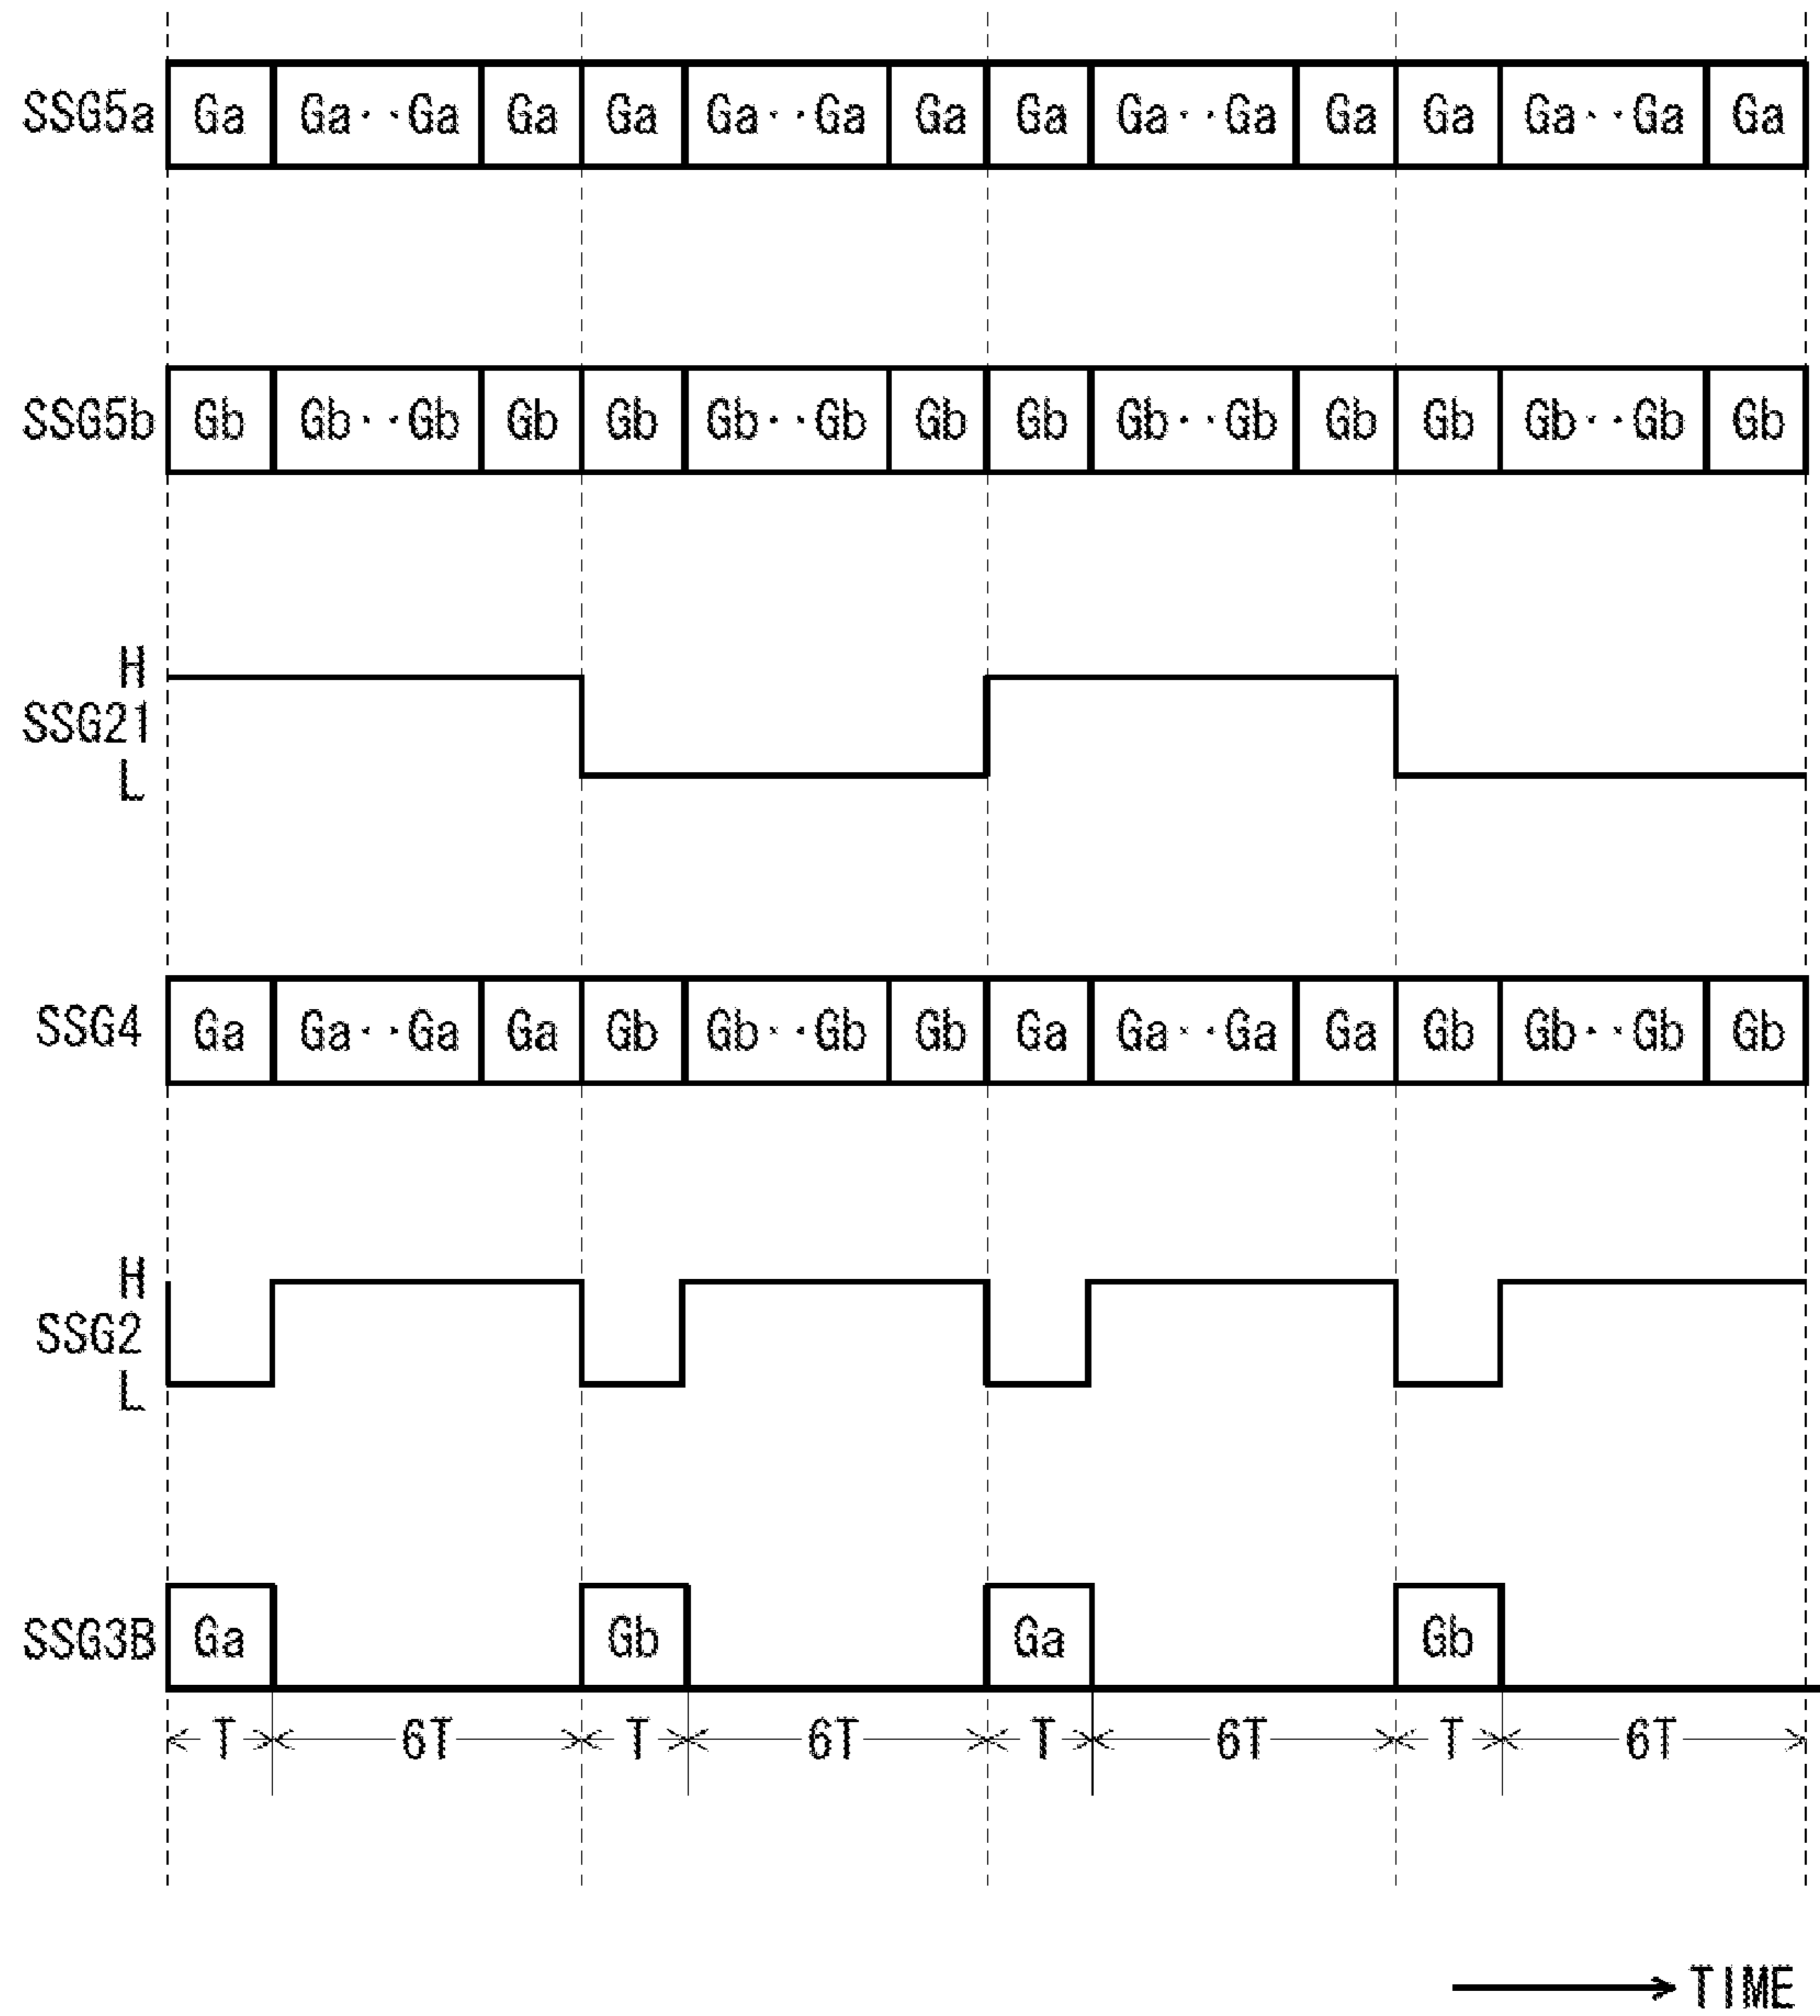 SSG5a Ga Ga··Ga Ga Ga Ga··Ga Ga Ga Ga··Ga Ga Ga Ga··Ga Ga
SSG5b Gb Gb··Gb Gb Gb Gb··Gb Gb Gb Gb··Gb Gb Gb Gb··Gb Gb
H
SSG21
L
SSG4 Ga Ga··Ga Ga Gb Gb··Gb Gb Ga Ga··Ga Ga Gb Gb··Gb Gb
H
SSG2
L
SSG3B Ga Gb Ga Gb
T 6T T 6T T 6T T 6T
TIME